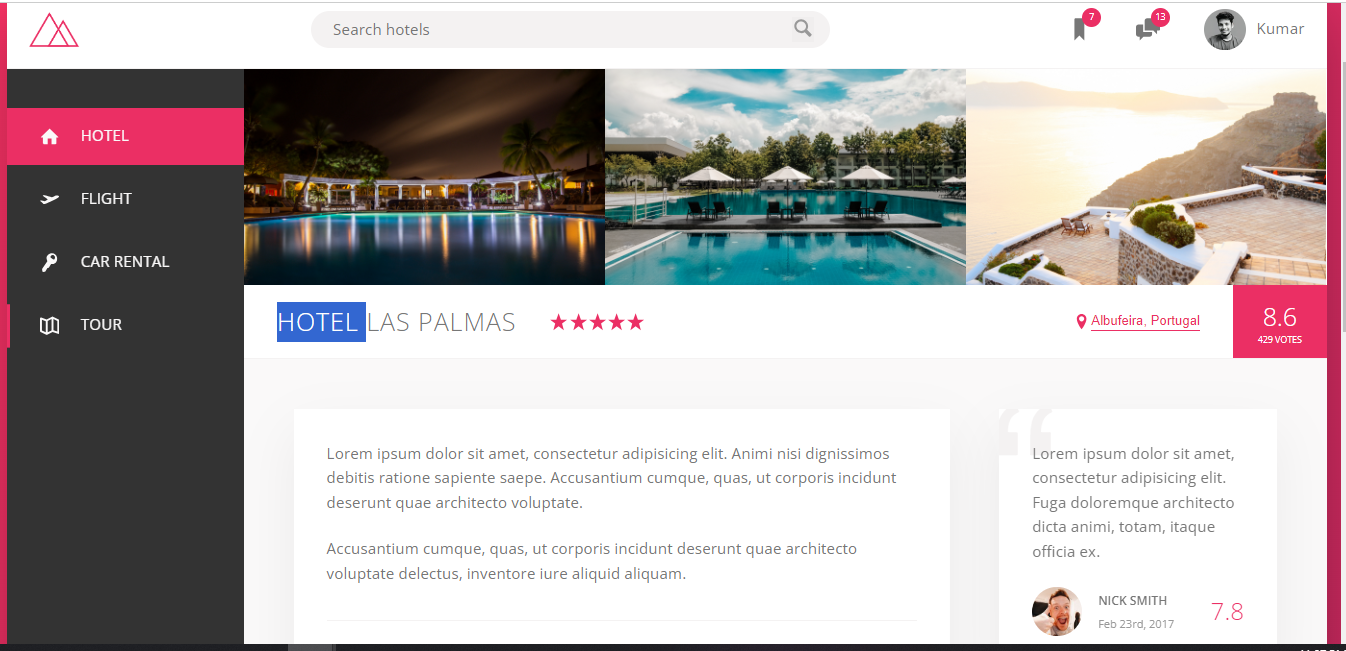 Search hotels
7
13
Kumar
HOTEL
FLIGHT
CAR RENTAL
TOUR
HOTEL LAS PALMAS
Albufeira, Portugal
8.6
429 VOTES
Lorem ipsum dolor sit amet, consectetur adipisicing elit. Animi nisi dignissimos
debitis ratione sapiente saepe. Accusantium cumque, quas, ut corporis incidunt
deserunt quae architecto voluptate.
Accusantium cumque, quas, ut corporis incidunt deserunt quae architecto
voluptate delectus, inventore iure aliquid aliquam.
“
Lorem ipsum dolor sit amet,
consectetur adipisicing elit.
Fuga doloremque architecto
dicta animi, totam, itaque
officia ex.
NICK SMITH
Feb 23rd, 2017
7.8